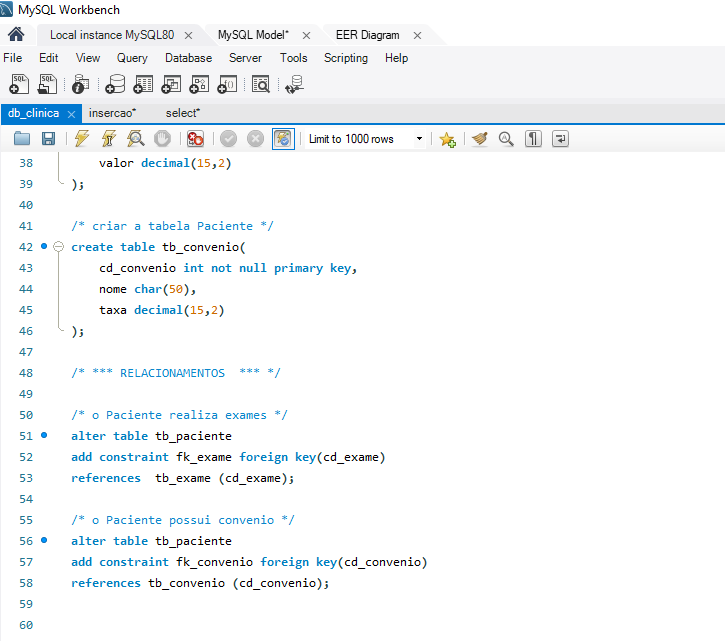 MySQL Workbench
Local instance MySQL80 × MySQL Model* × EER Diagram ×
File Edit View Query Database Server Tools Scripting Help
SQL SQL
db_clinica × insercao* select*
Limit to 1000 rows
38 valor decimal(15,2)
39 );
40
41 /* criar a tabela Paciente */
42 create table tb_convenio(
43 cd_convenio int not null primary key,
44 nome char(50),
45 taxa decimal(15,2)
46 );
47
48 /* *** RELACIONAMENTOS *** */
49
50 /* o Paciente realiza exames */
51 alter table tb_paciente
52 add constraint fk_exame foreign key(cd_exame)
53 references tb_exame (cd_exame);
54
55 /* o Paciente possui convenio */
56 alter table tb_paciente
57 add constraint fk_convenio foreign key(cd_convenio)
58 references tb_convenio (cd_convenio);
59
60